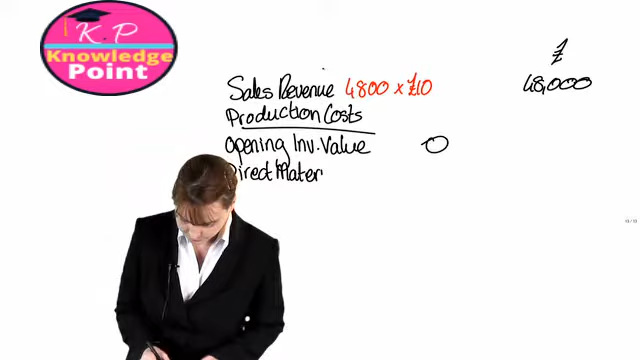 K.P
Knowledge
Point
£
Sales Revenue 4800 x £10 48,000
Production Costs
Opening Inv. Value 0
Direct Mater